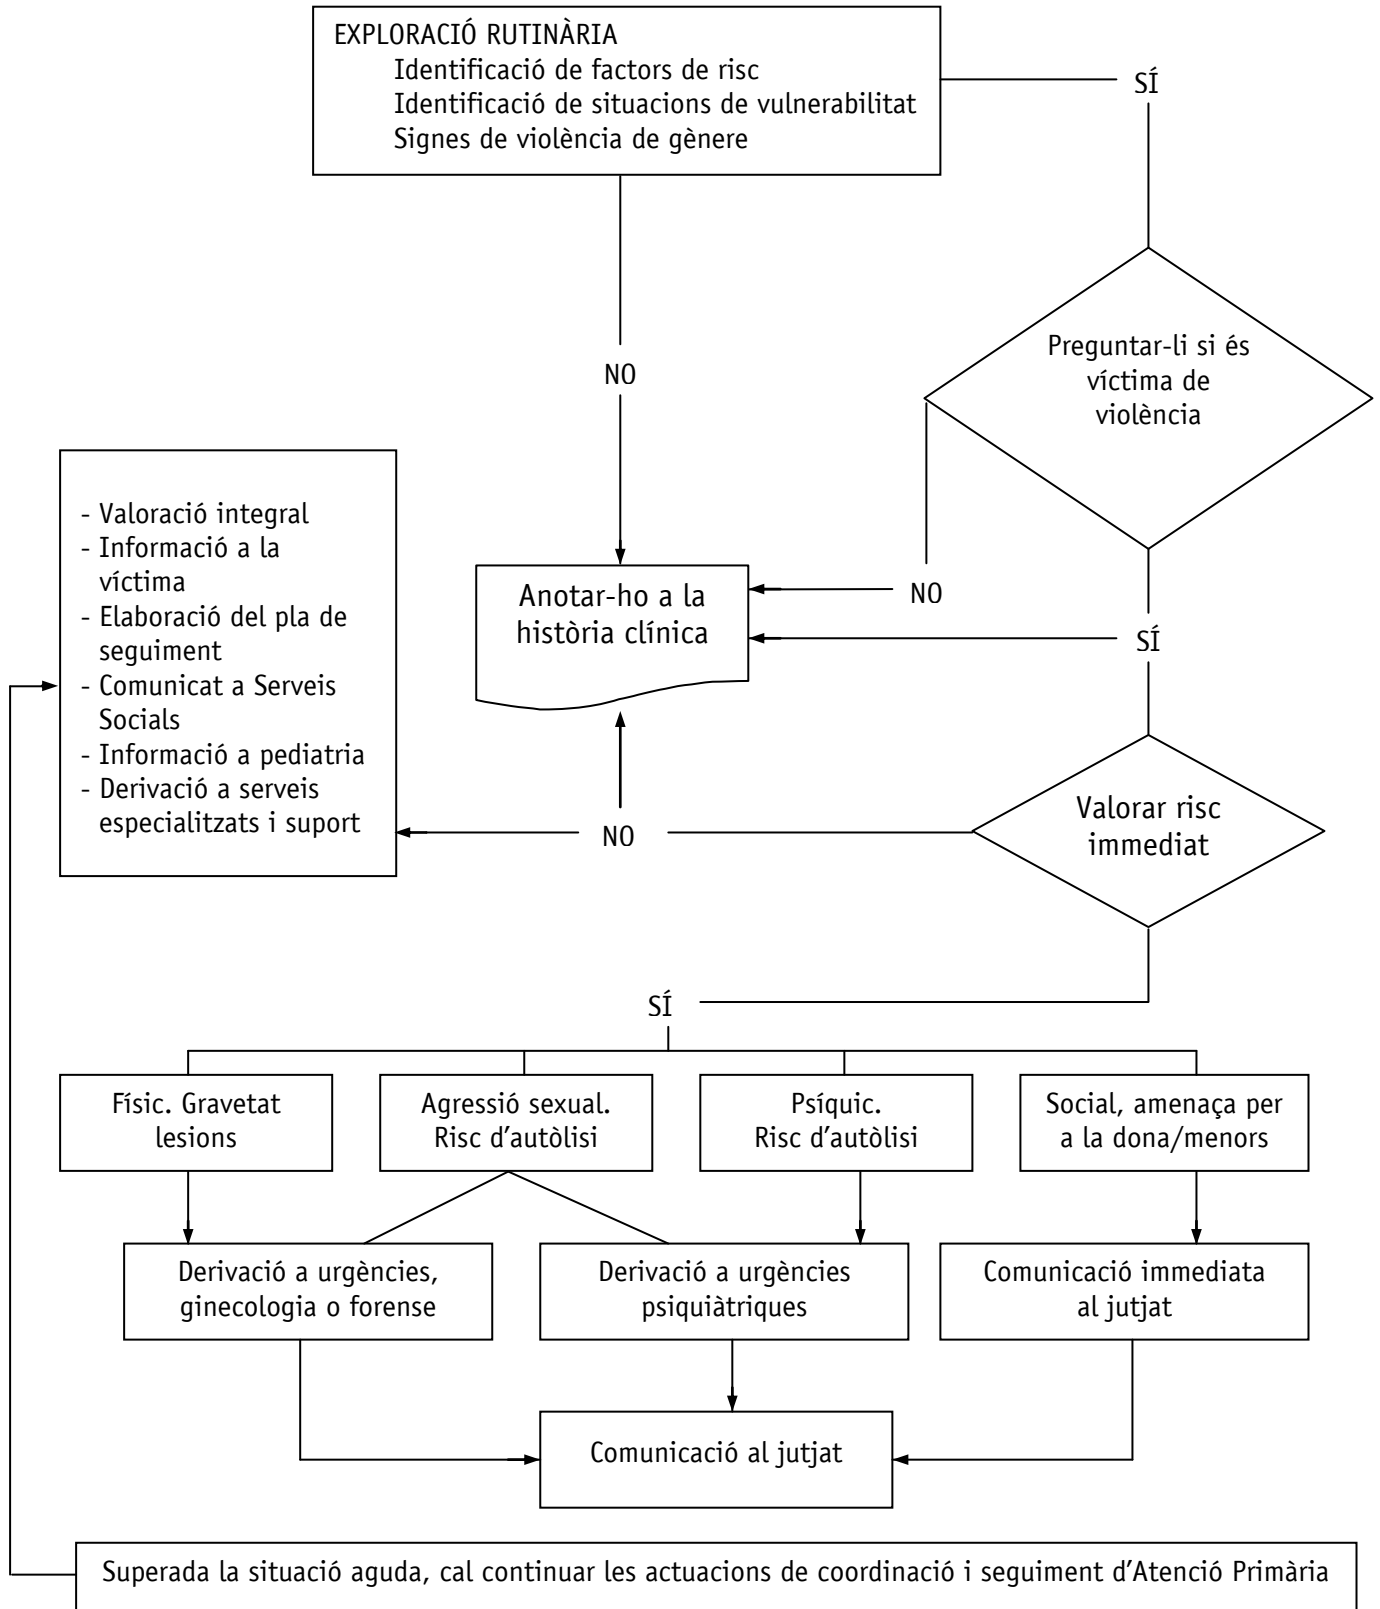 EXPLORACIÓ RUTINÀRIA
Identificació de factors de risc
Identificació de situacions de vulnerabilitat
Signes de violència de gènere
SÍ
NO
Preguntar-li si és
víctima de
violència
- Valoració integral
- Informació a la
víctima
- Elaboració del pla de
seguiment
- Comunicat a Serveis
Socials
- Informació a pediatria
- Derivació a serveis
especialitzats i suport
Anotar-ho a la
història clínica
NO
SÍ
Valorar risc
immediat
NO
SÍ
Físic. Gravetat
lesions
Agressió sexual.
Risc d'autòlisi
Psíquic.
Risc d'autòlisi
Social, amenaça per
a la dona/menors
Derivació a urgències,
ginecologia o forense
Derivació a urgències
psiquiàtriques
Comunicació immediata
al jutjat
Comunicació al jutjat
Superada la situació aguda, cal continuar les actuacions de coordinació i seguiment d'Atenció Primària